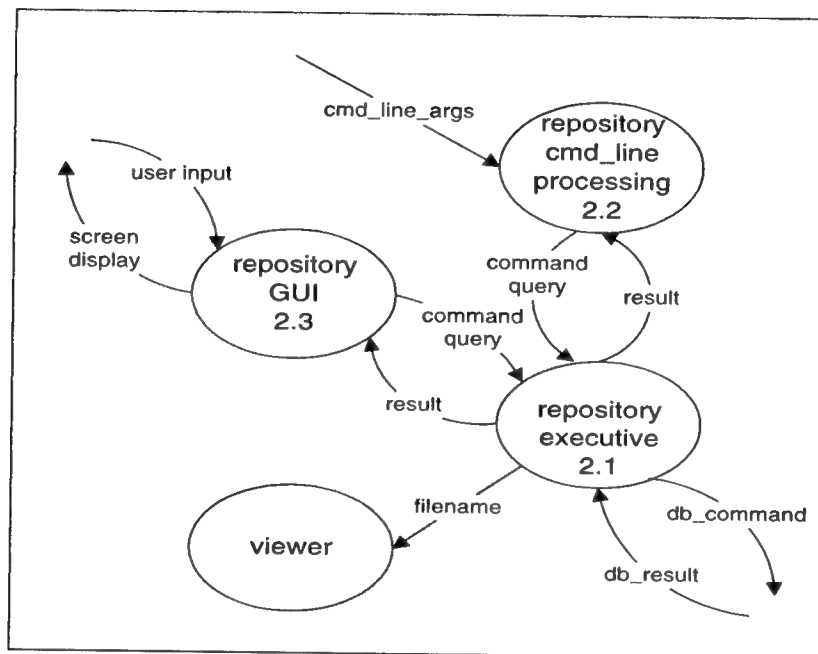 cmd_line_args
repository
cmd_line
processing
2.2
user input
screen
display
repository
GUI
2.3
command
query
result
command
query
result
repository
executive
2.1
filename
viewer
db_command
db_result